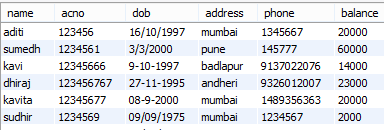 name acno dob address phone balance
aditi 123456 16/10/1997 mumbai 1345667 20000
sumedh 1234561 3/3/2000 pune 145777 60000
kavi 12345666 9-10-1997 badlapur 9137022076 14000
dhiraj 123456767 27-11-1995 andheri 9326012007 23000
kavita 12345677 08-9-2000 mumbai 1489356363 20000
sudhir 1234569 09/09/1975 mumbai 1234567 2000